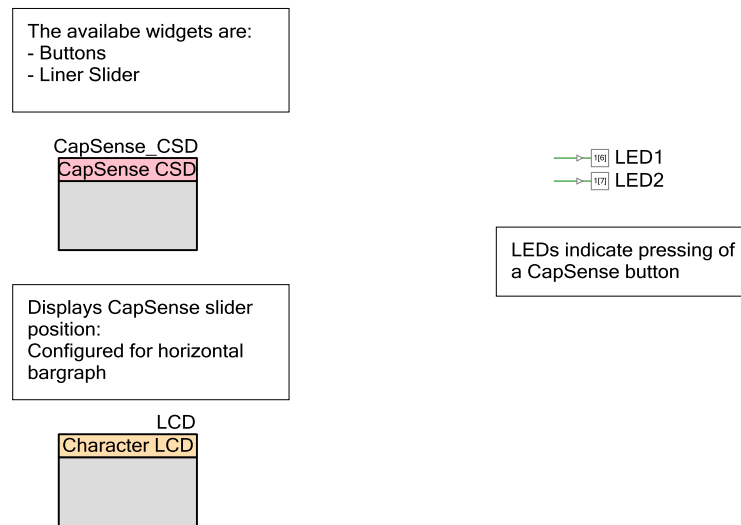 The availabe widgets are:
- Buttons
- Liner Slider
CapSense_CSD
CapSense CSD
1[6] LED1
1[7] LED2
LEDs indicate pressing of
a CapSense button
Displays CapSense slider
position:
Configured for horizontal
bargraph
LCD
Character LCD